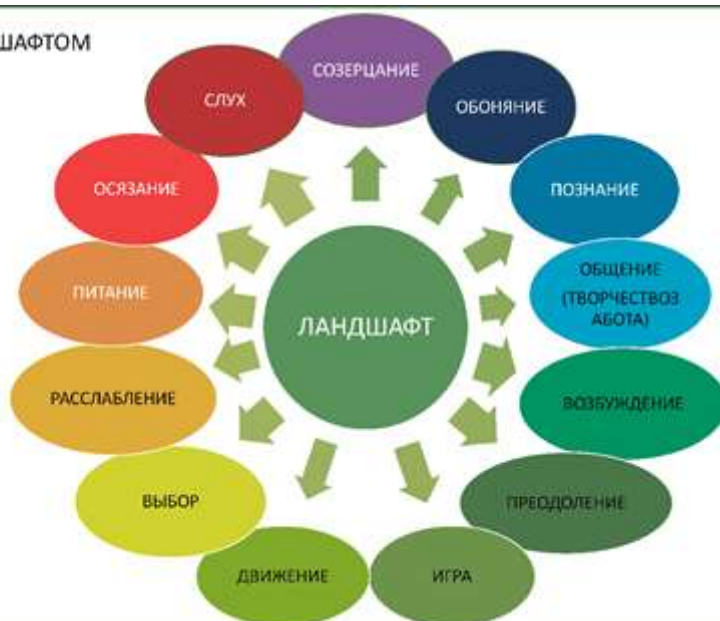 ШАФТОМ
СОЗЕРЦАНИЕ
ОБОНЯНИЕ
ПОЗНАНИЕ
ОБЩЕНИЕ
(ТВОРЧЕСТВОЗ
АБОТА)
ВОЗБУЖДЕНИЕ
ПРЕОДОЛЕНИЕ
ИГРА
ДВИЖЕНИЕ
ВЫБОР
РАССЛАБЛЕНИЕ
ПИТАНИЕ
ОСЯЗАНИЕ
СЛУХ
ЛАНДШАФТ